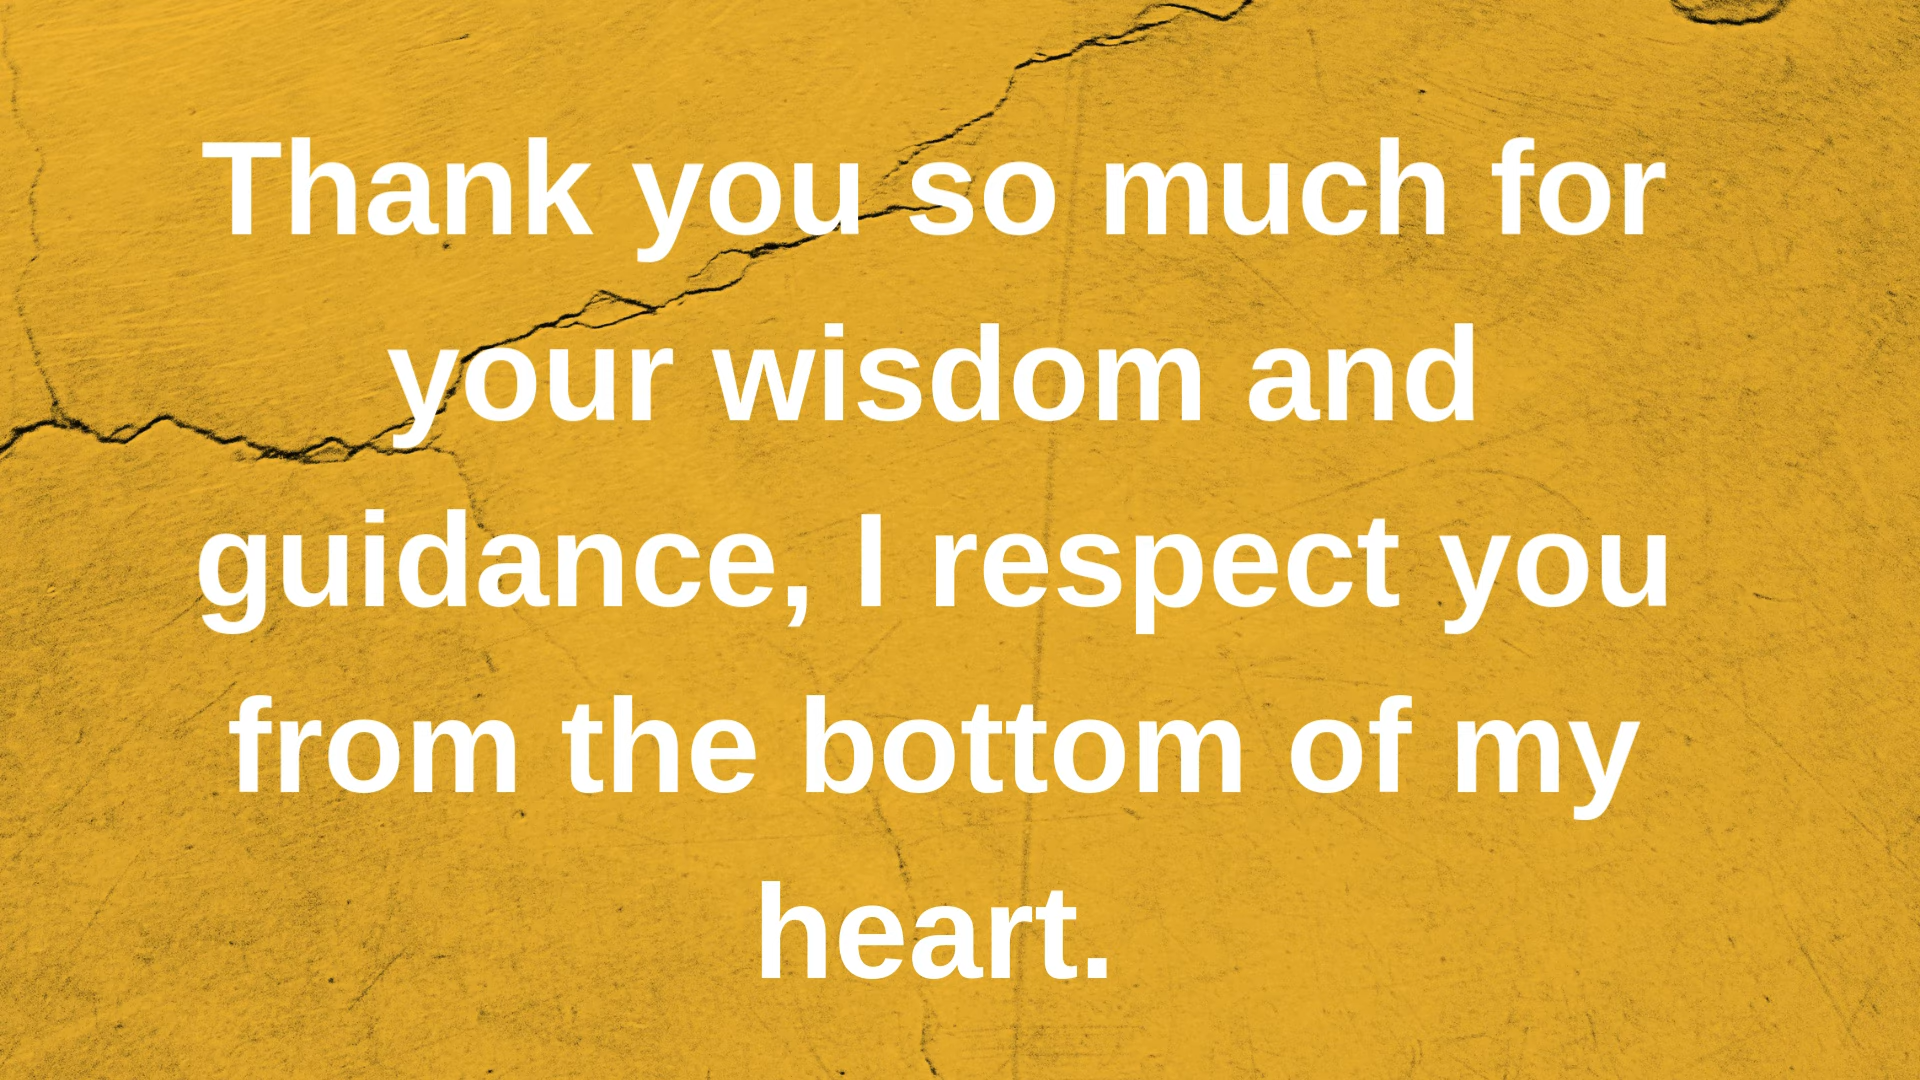 Thank you so much for
your wisdom and
guidance, I respect you
from the bottom of my
heart.